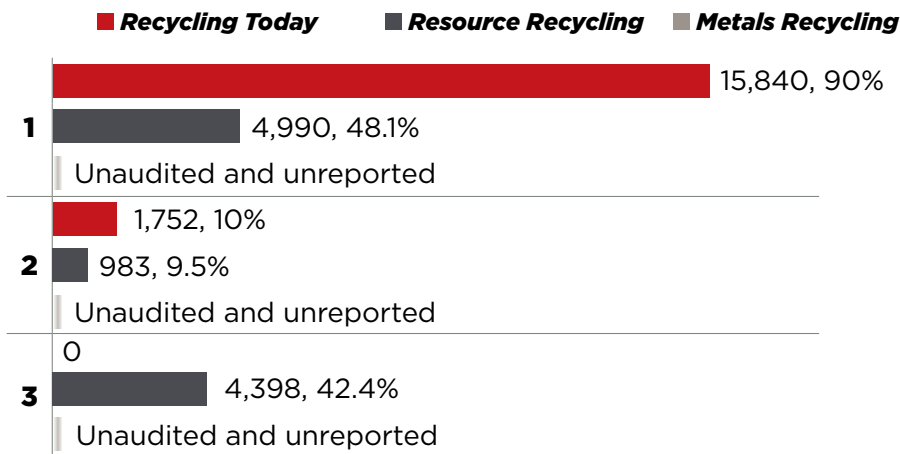 Recycling Today Resource Recycling Metals Recycling
15,840, 90%
1
4,990, 48.1%
Unaudited and unreported
1,752, 10%
2
983, 9.5%
Unaudited and unreported
0
3
4,398, 42.4%
Unaudited and unreported